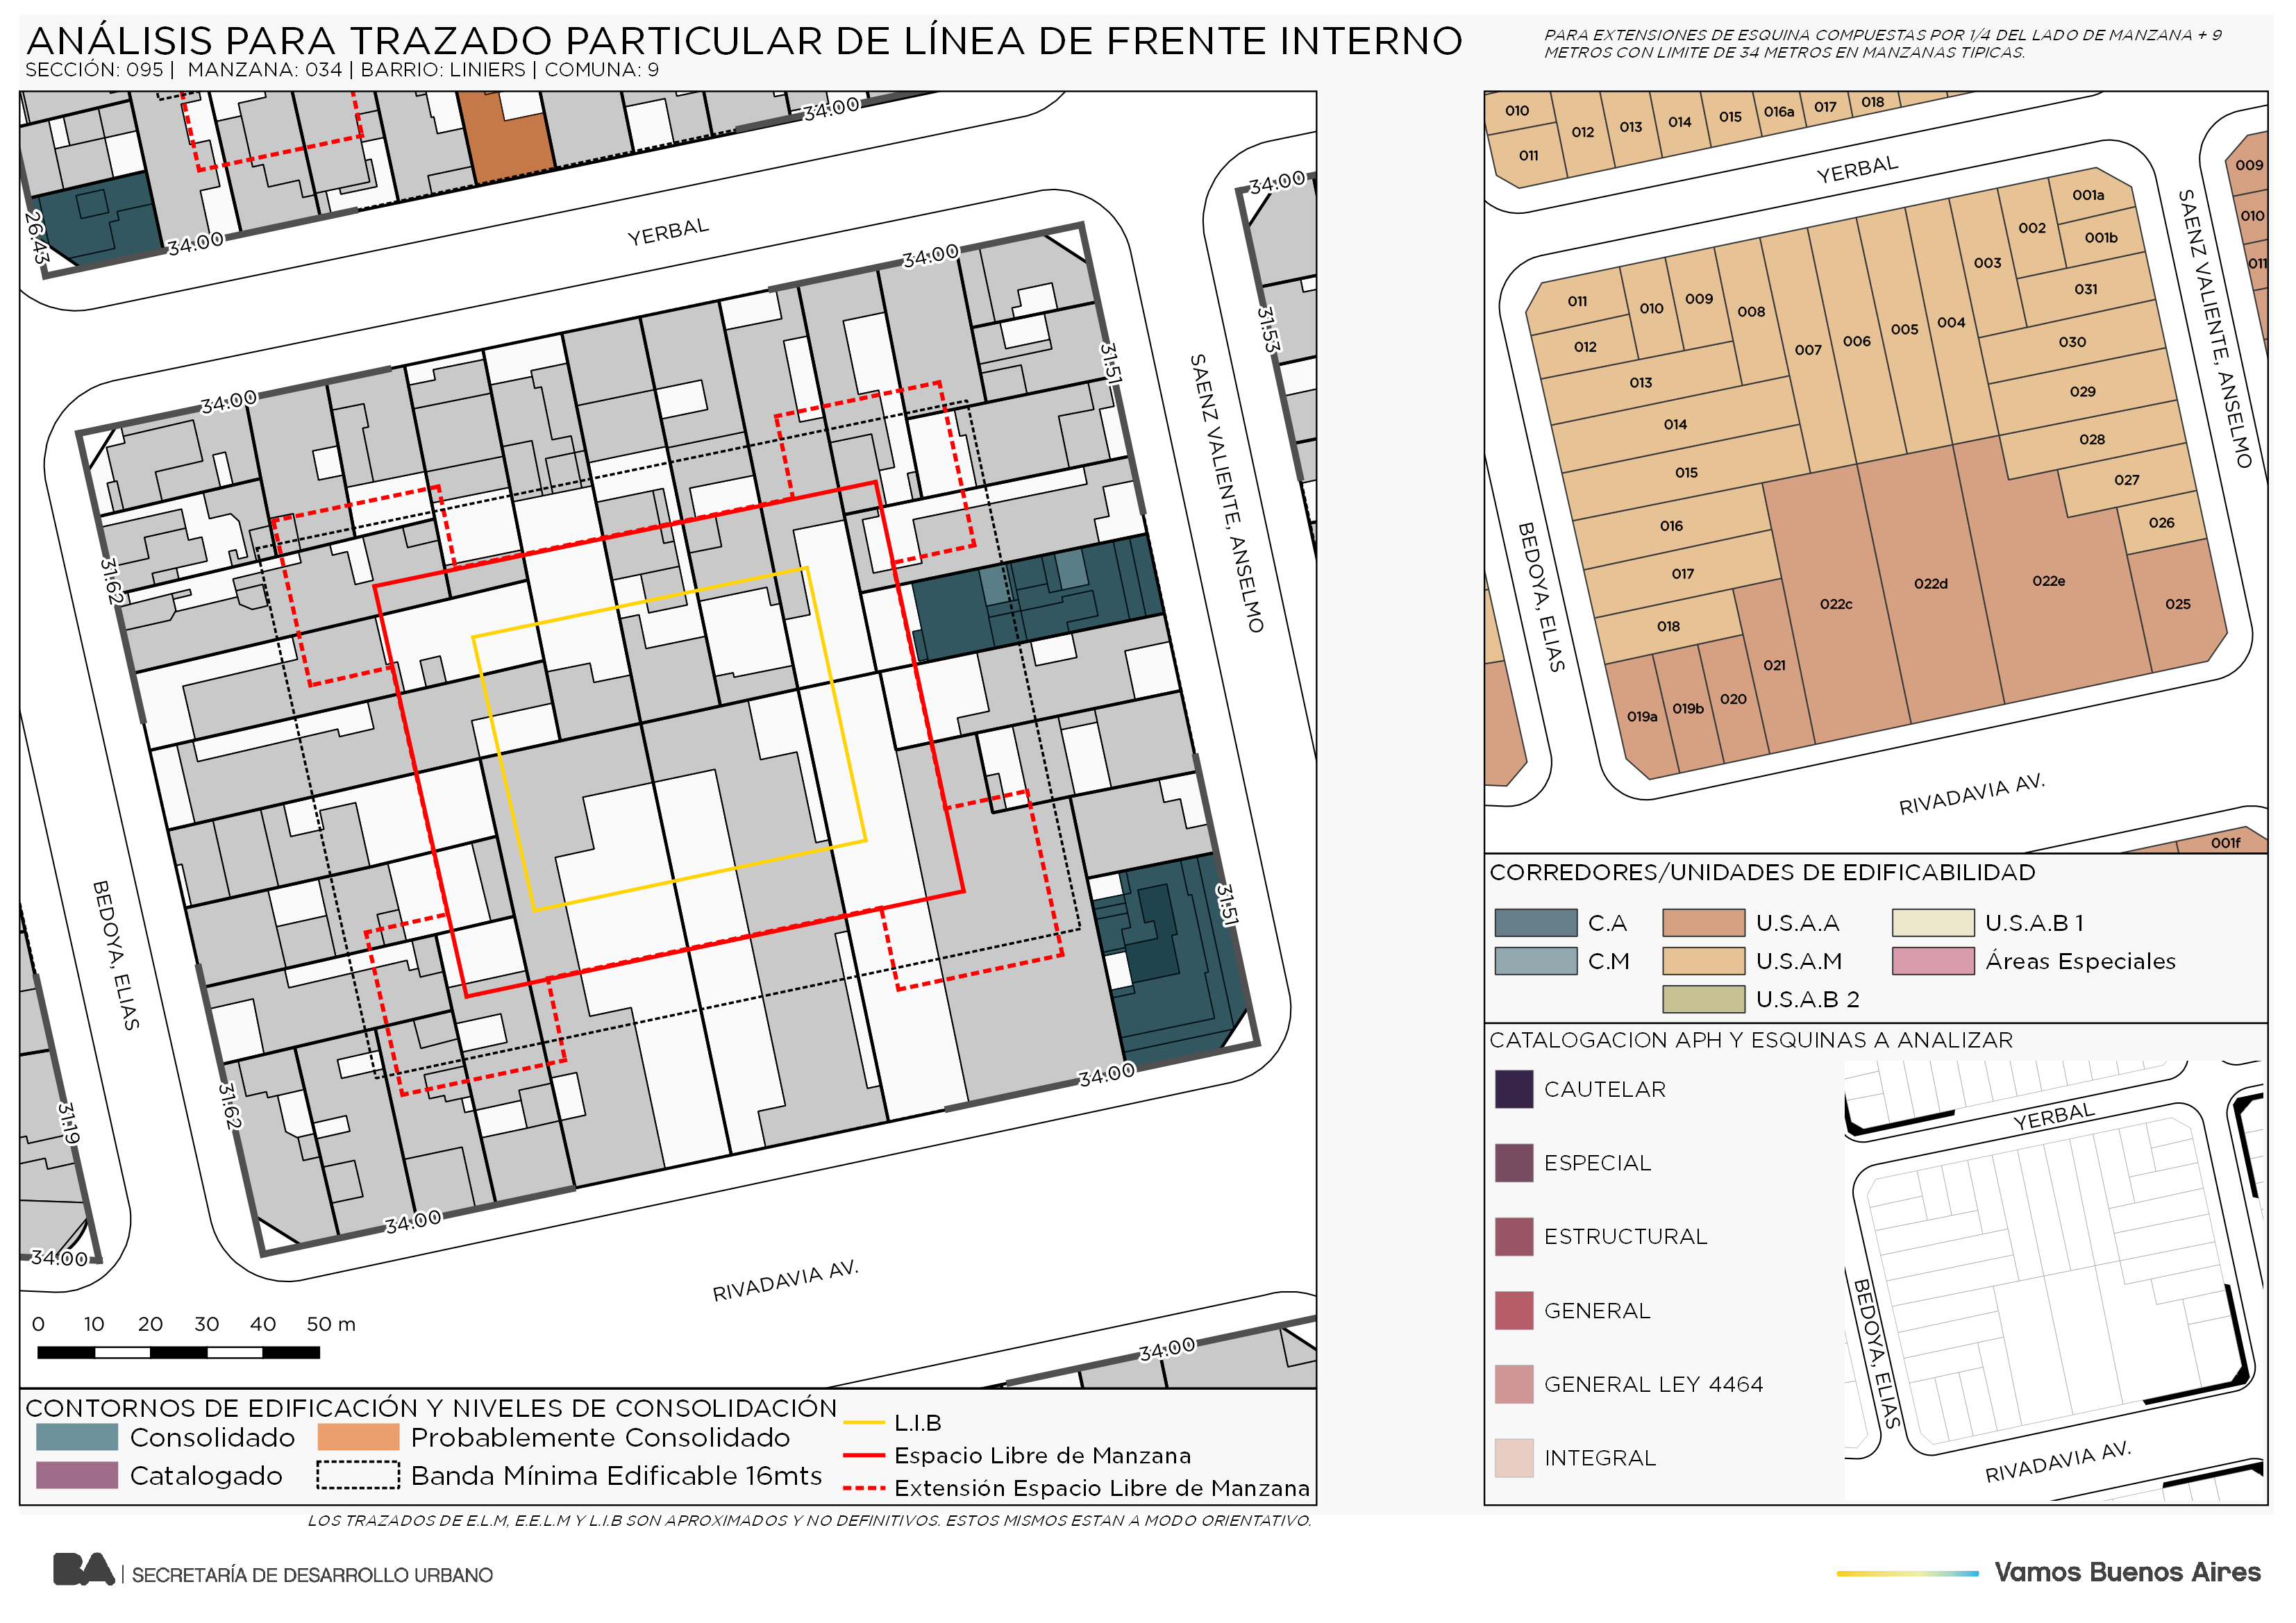 ANÁLISIS PARA TRAZADO PARTICULAR DE LÍNEA DE FRENTE INTERNO
SECCIÓN: 095 | MANZANA: 034 | BARRIO: LINIERS | COMUNA: 9
PARA EXTENSIONES DE ESQUINA COMPUESTAS POR 1/4 DEL LADO DE MANZANA + 9
METROS CON LIMITE DE 34 METROS EN MANZANAS TIPICAS.
34.00
26.43
34.00
YERBAL
34.00
34.00
31.53
31.51
34.00
SAENZ VALIENTE, ANSELMO
31.62
BEDOYA, ELIAS
31.51
34.00
31.62
31.19
34.00
34.00
RIVADAVIA AV.
34.00
0 10 20 30 40 50 m
CONTORNOS DE EDIFICACIÓN Y NIVELES DE CONSOLIDACIÓN
Consolidado
Probablemente Consolidado
Catalogado
Banda Mínima Edificable 16mts
L.I.B
Espacio Libre de Manzana
Extensión Espacio Libre de Manzana
LOS TRAZADOS DE E.L.M, E.E.L.M Y L.I.B SON APROXIMADOS Y NO DEFINITIVOS. ESTOS MISMOS ESTAN A MODO ORIENTATIVO.
010
011
012
013
014
015
016a
017
018
YERBAL
SAENZ VALIENTE, ANSELMO
009
010
011
001a
001b
002
003
031
011
010
009
008
012
007
006
005
004
030
013
029
014
028
015
027
016
026
017
022c
022d
022e
025
018
021
020
019b
019a
BEDOYA, ELIAS
RIVADAVIA AV.
001f
CORREDORES/UNIDADES DE EDIFICABILIDAD
C.A
U.S.A.A
U.S.A.B 1
C.M
U.S.A.M
Áreas Especiales
U.S.A.B 2
CATALOGACION APH Y ESQUINAS A ANALIZAR
CAUTELAR
ESPECIAL
ESTRUCTURAL
GENERAL
GENERAL LEY 4464
INTEGRAL
YERBAL
BEDOYA, ELIAS
RIVADAVIA AV.
BA | SECRETARÍA DE DESARROLLO URBANO
Vamos Buenos Aires